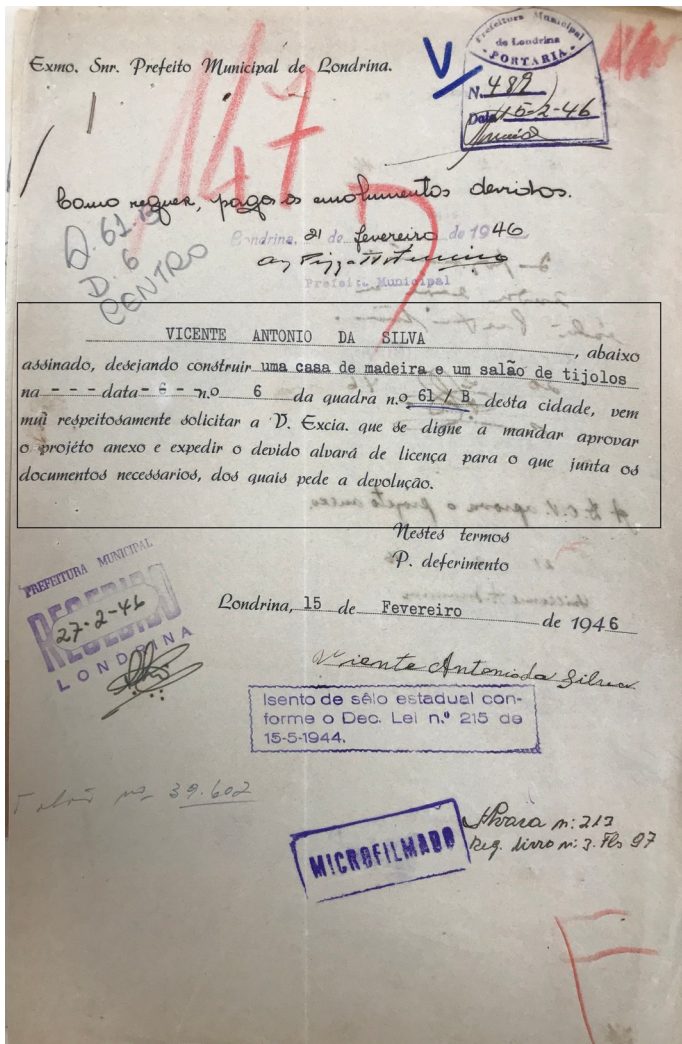 Prefeitura Municipal
de Londrina
- PORTARIA -
N. 489
Data 15-2-46
Exmo. Snr. Prefeito Municipal de Londrina.
147
Como requer, pagos os emolumentos devidos.
Londrina, 21 de fevereiro de 1946
Prefeito Municipal
Q. 61-B
D. 6
CENTRO
VICENTE ANTONIO DA SILVA, abaixo
assinado, desejando construir uma casa de madeira e um salão de tijolos
na - - - data - 6 - n.o 6 da quadra n.o 61 / B desta cidade, vem
mui respeitosamente solicitar a V. Excia. que se digne a mandar aprovar
o projéto anexo e expedir o devido alvará de licença para o que junta os
documentos necessarios, dos quais pede a devolução.
Nestes termos
P. deferimento
PREFEITURA MUNICIPAL
RECEBIDO
27-2-46
LONDRINA
Londrina, 15 de Fevereiro de 1946
Vicente Antonio da Silva
Isento de sêlo estadual con-
forme o Dec. Lei n.º 215 de
15-5-1944.
Talão no 39.602
MICROFILMADO
Alvara n: 213
Reg. livro n: 3. Fls 97